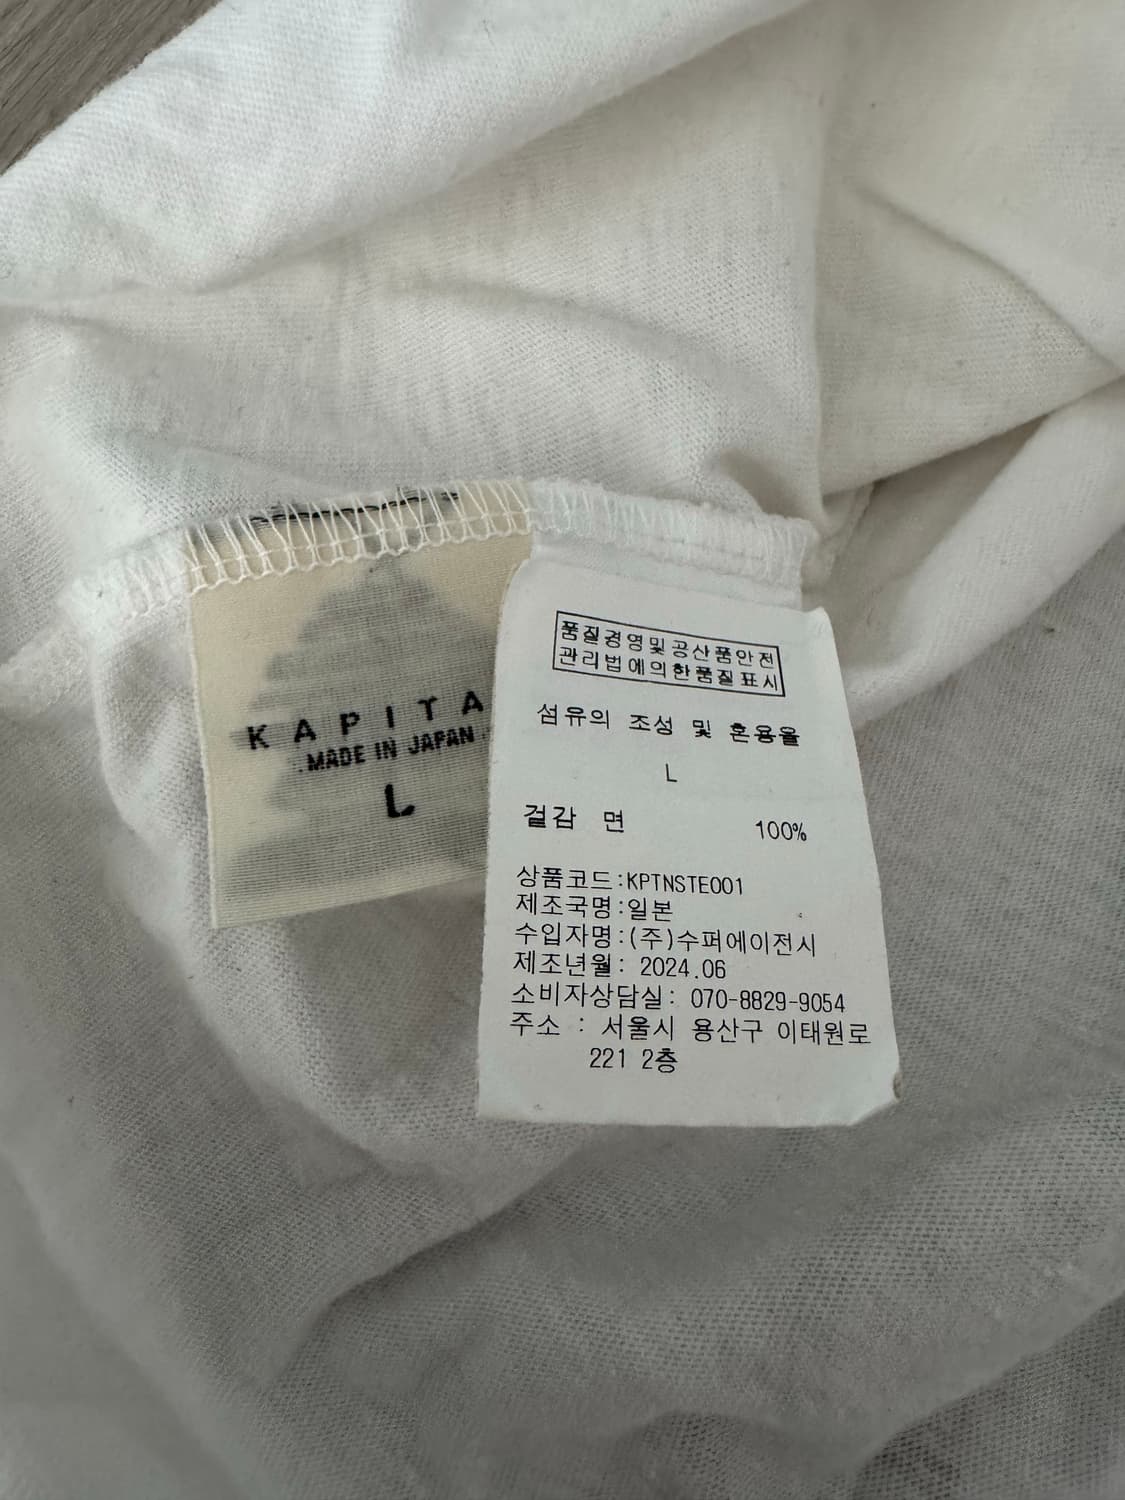 KAPITA
.MADE IN JAPAN.
L
품질경영및공산품안전
관리법에의한품질표시
섬유의 조성 및 혼용율
L
겉감 면 100%
상품코드:KPTNSTE001
제조국명:일본
수입자명:(주)수퍼에이전시
제조년월: 2024.06
소비자상담실: 070-8829-9054
주소 : 서울시 용산구 이태원로
221 2층